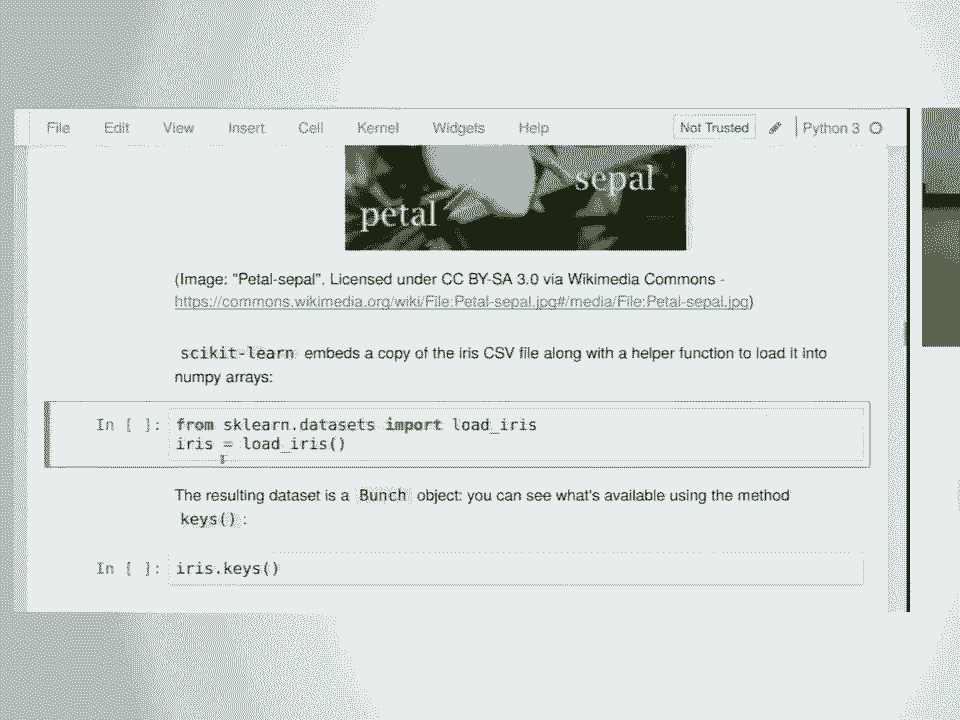 File Edit View Insert Cell Kernel Widgets Help Not Trusted Python 3
sepal
petal
(Image: "Petal-sepal". Licensed under CC BY-SA 3.0 via Wikimedia Commons -
https://commons.wikimedia.org/wiki/File:Petal-sepal.jpg#/media/File:Petal-sepal.jpg)
scikit-learn embeds a copy of the iris CSV file along with a helper function to load it into
numpy arrays:
In [ ]: from sklearn.datasets import load_iris
iris = load_iris()
The resulting dataset is a Bunch object: you can see what's available using the method
keys() :
In [ ]: iris.keys()